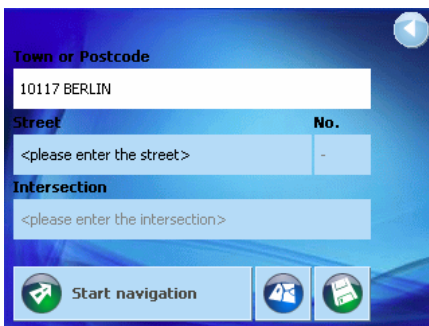 Town or Postcode
10117 BERLIN
Street No.
<please enter the street> -
Intersection
<please enter the intersection>
Start navigation